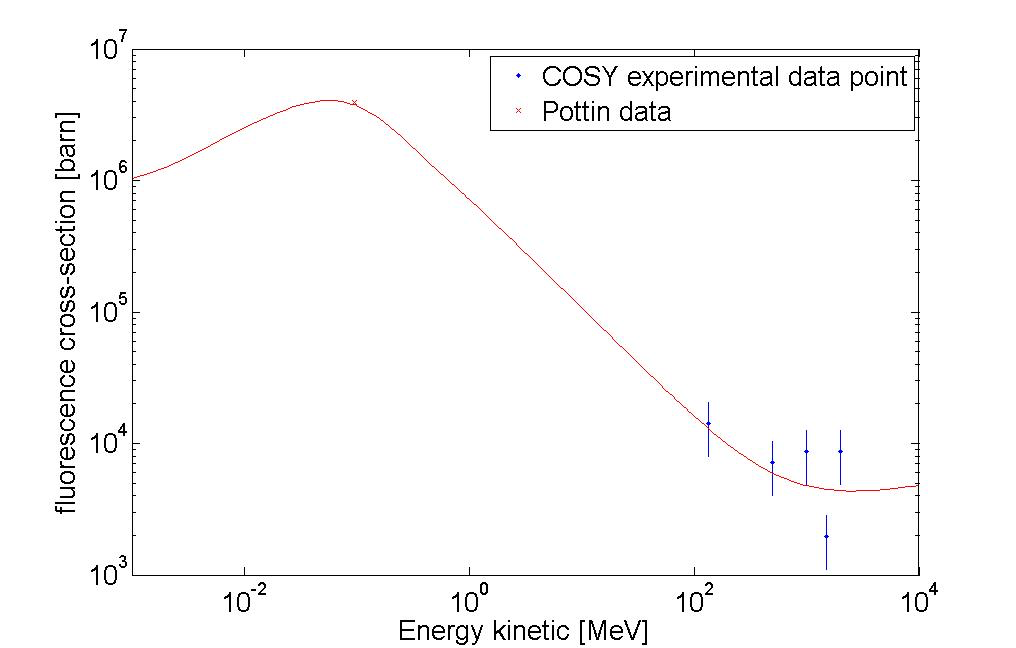 10^7
COSY experimental data point
Pottin data
10^6
10^5
10^4
10^3
fluorescence cross-section [barn]
10^-2
10^0
10^2
10^4
Energy kinetic [MeV]